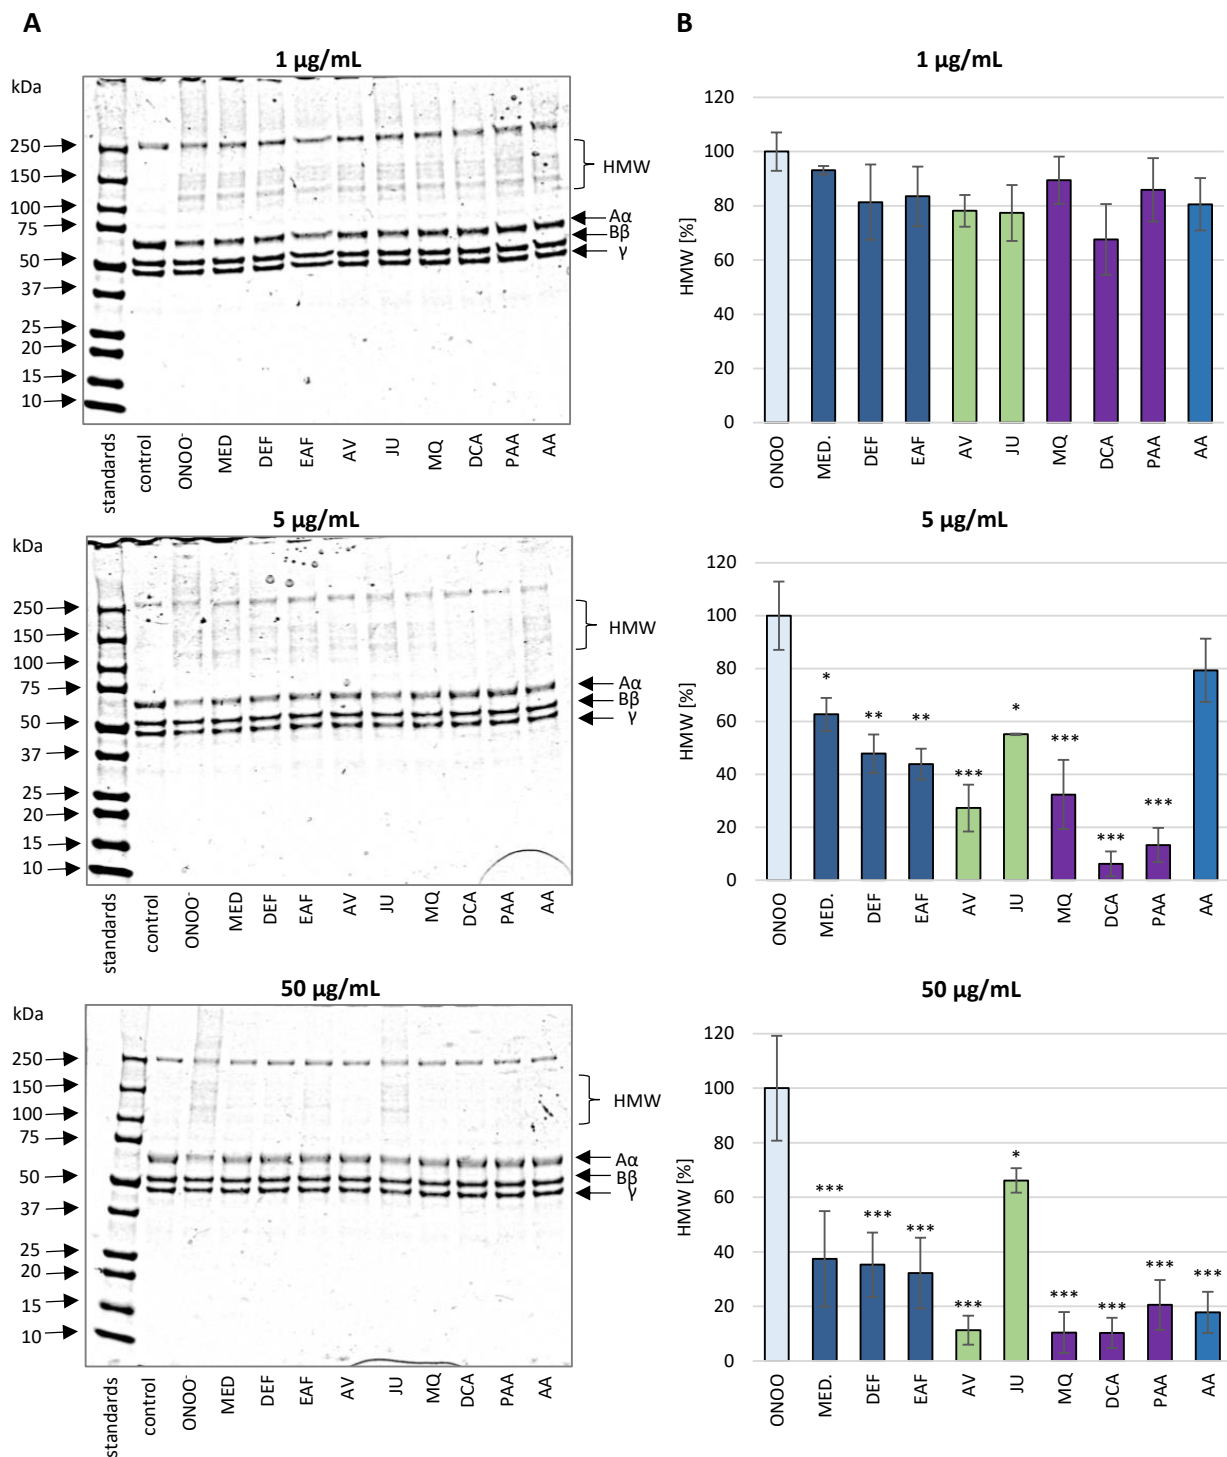 A
B
1 µg/mL
kDa
250
150
100
75
50
37
25
20
15
10
HMW
Aα
Bβ
γ
standards
control
ONOO-
MED
DEF
EAF
AV
JU
MQ
DCA
PAA
AA
1 µg/mL
HMW [%]
120
100
80
60
40
20
0
ONOO
MED.
DEF
EAF
AV
JU
MQ
DCA
PAA
AA
5 µg/mL
kDa
250
150
100
75
50
37
25
20
15
10
HMW
Aα
Bβ
γ
standards
control
ONOO-
MED
DEF
EAF
AV
JU
MQ
DCA
PAA
AA
5 µg/mL
HMW [%]
120
100
80
60
40
20
0
*
**
**
***
*
***
***
***
ONOO
MED.
DEF
EAF
AV
JU
MQ
DCA
PAA
AA
50 µg/mL
kDa
250
150
100
75
50
37
25
20
15
10
HMW
Aα
Bβ
γ
standards
control
ONOO-
MED
DEF
EAF
AV
JU
MQ
DCA
PAA
AA
50 µg/mL
HMW [%]
120
100
80
60
40
20
0
***
***
***
***
*
***
***
***
***
ONOO
MED.
DEF
EAF
AV
JU
MQ
DCA
PAA
AA